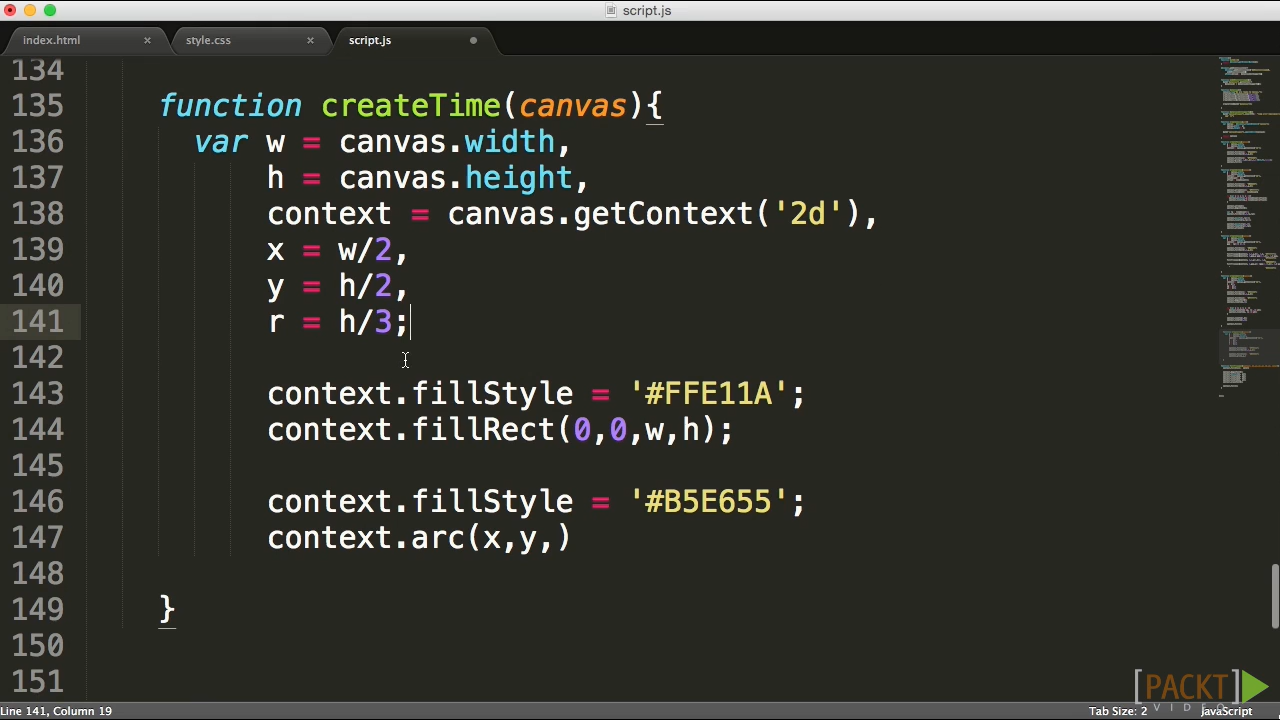 script.js
index.html × style.css × script.js
134
135 function createTime(canvas){
136 var w = canvas.width,
137 h = canvas.height,
138 context = canvas.getContext('2d'),
139 x = w/2,
140 y = h/2,
141 r = h/3;
142
143 context.fillStyle = '#FFE11A';
144 context.fillRect(0,0,w,h);
145
146 context.fillStyle = '#B5E655';
147 context.arc(x,y,)
148
149 }
150
151
[PACKT]
VIDEO
Line 141, Column 19 Tab Size: 2 JavaScript